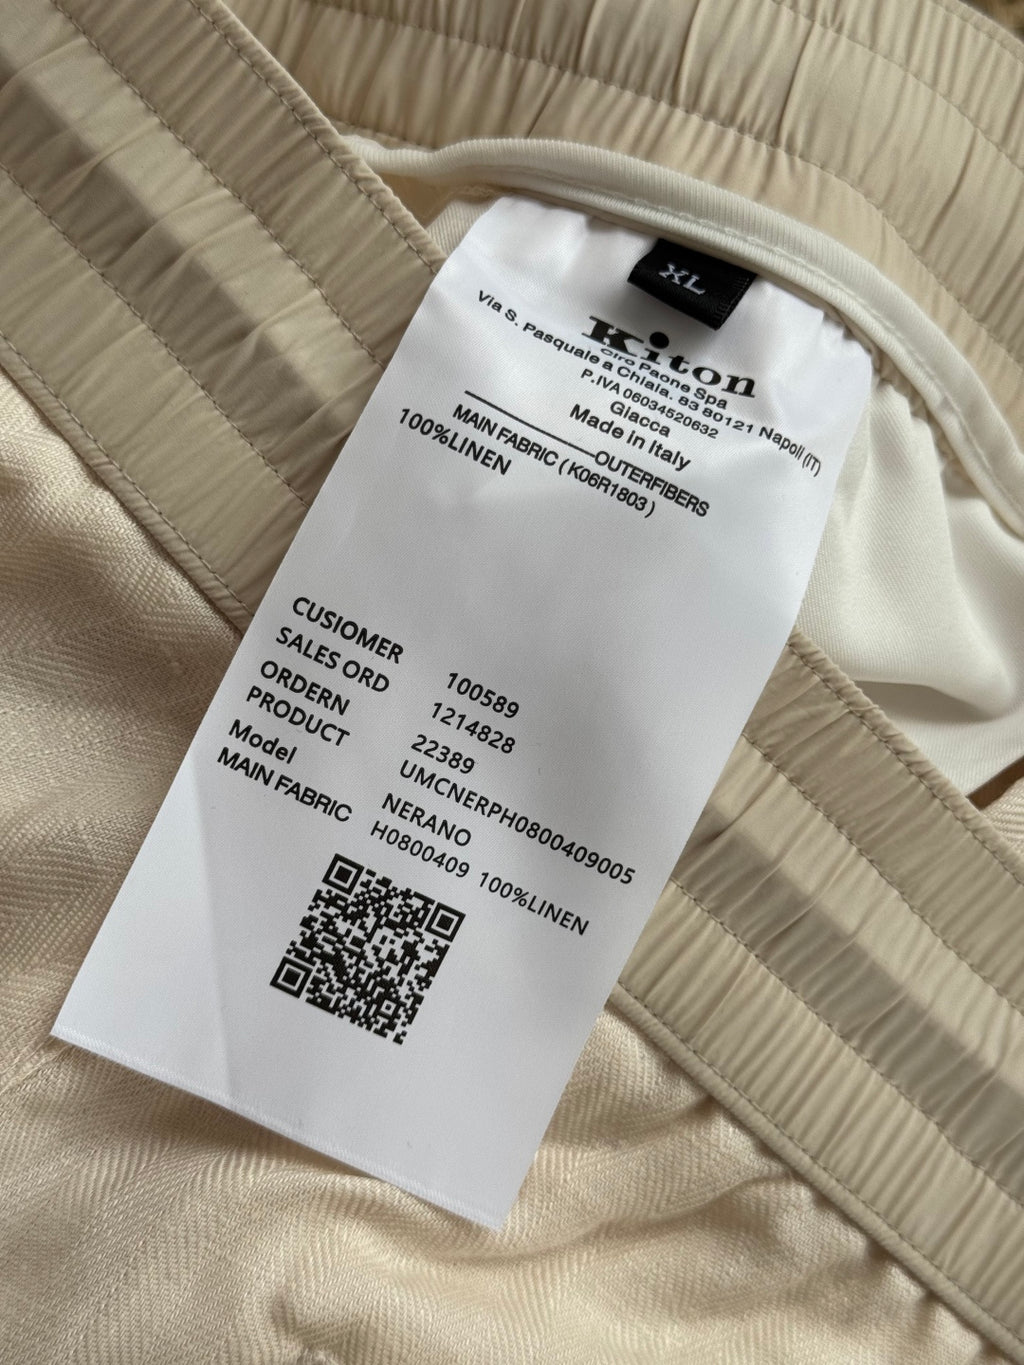 XL
Kiton
Ciro Paone Spa
Via S. Pasquale a Chiaia. 83 80121 Napoli (IT)
P.IVA 06034520632
Giacca
Made in Italy
OUTERFIBERS
MAIN FABRIC ( K06R1803 )
100%LINEN
CUSIOMER 100589
SALES ORD 1214828
ORDERN 22389
PRODUCT UMCNERPH0800409005
Model NERANO
MAIN FABRIC H0800409 100%LINEN